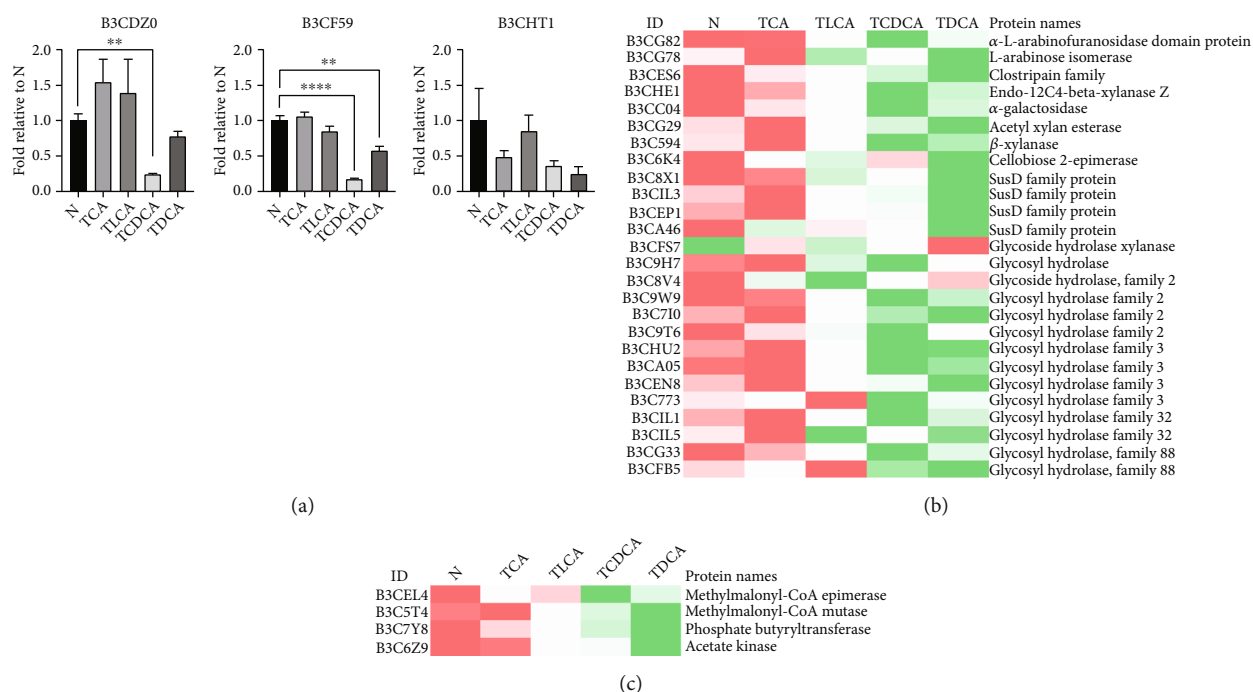 B3CDZ0
B3CF59
B3CHT1
Fold relative to N
2.0
1.5
1.0
0.5
0.0
**
N
TCA
TLCA
TCDCA
TDCA
Fold relative to N
2.0
1.5
1.0
0.5
0.0
**
****
N
TCA
TLCA
TCDCA
TDCA
Fold relative to N
2.0
1.5
1.0
0.5
0.0
N
TCA
TLCA
TCDCA
TDCA
(a)
ID N TCA TLCA TCDCA TDCA Protein names
B3CG82 α-L-arabinofuranosidase domain protein
B3CG78 L-arabinose isomerase
B3CES6 Clostripain family
B3CHE1 Endo-12C4-beta-xylanase Z
B3CC04 α-galactosidase
B3CG29 Acetyl xylan esterase
B3C594 β-xylanase
B3C6K4 Cellobiose 2-epimerase
B3C8X1 SusD family protein
B3CIL3 SusD family protein
B3CEP1 SusD family protein
B3CA46 SusD family protein
B3CFS7 Glycoside hydrolase xylanase
B3C9H7 Glycosyl hydrolase
B3C8V4 Glycoside hydrolase, family 2
B3C9W9 Glycosyl hydrolase family 2
B3C7I0 Glycosyl hydrolase family 2
B3C9T6 Glycosyl hydrolase family 2
B3CHU2 Glycosyl hydrolase family 3
B3CA05 Glycosyl hydrolase family 3
B3CEN8 Glycosyl hydrolase family 3
B3C773 Glycosyl hydrolase family 3
B3CIL1 Glycosyl hydrolase family 32
B3CIL5 Glycosyl hydrolase family 32
B3CG33 Glycosyl hydrolase, family 88
B3CFB5 Glycosyl hydrolase, family 88
(b)
ID N TCA TLCA TCDCA TDCA Protein names
B3CEL4 Methylmalonyl-CoA epimerase
B3C5T4 Methylmalonyl-CoA mutase
B3C7Y8 Phosphate butyryltransferase
B3C6Z9 Acetate kinase
(c)